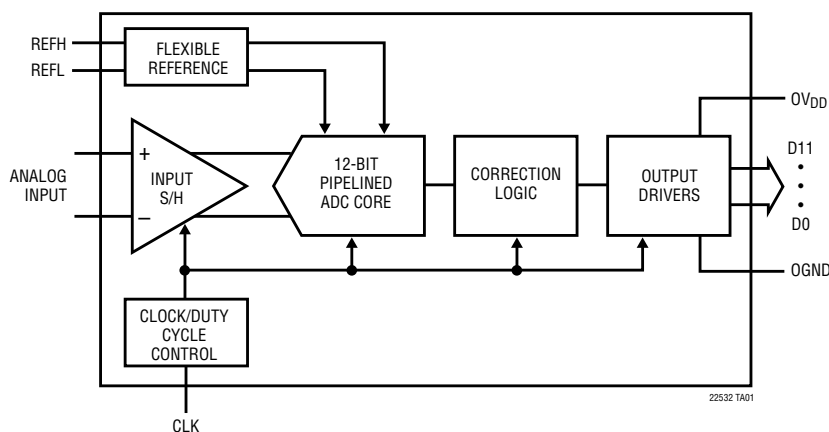 REFH
REFL
FLEXIBLE
REFERENCE
OVDD
ANALOG
INPUT
+
−
INPUT
S/H
12-BIT
PIPELINED
ADC CORE
CORRECTION
LOGIC
OUTPUT
DRIVERS
D11
•
•
•
D0
OGND
CLOCK/DUTY
CYCLE
CONTROL
22532 TA01
CLK